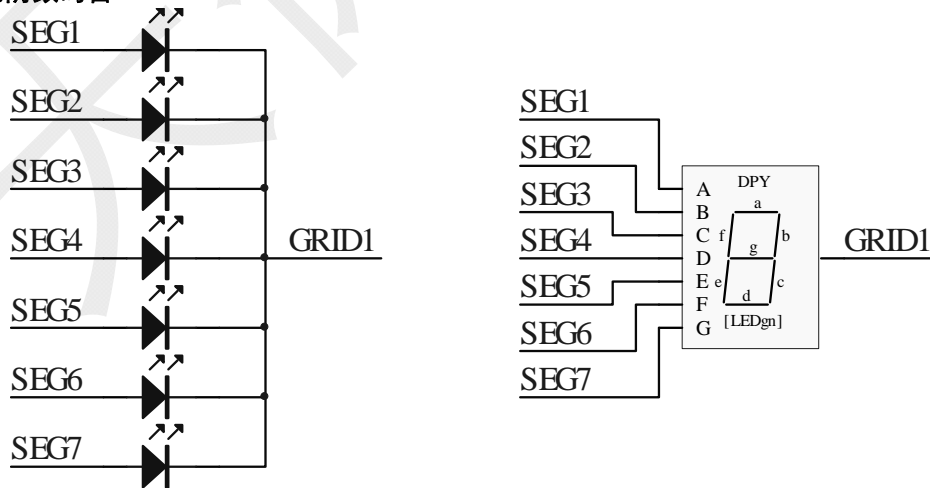 SEG1
SEG2
SEG3
SEG4
SEG5
SEG6
SEG7
GRID1
SEG1
SEG2
SEG3
SEG4
SEG5
SEG6
SEG7
DPY
A
B
C
D
E
F
G
a
f b
g
e c
d
[LEDgn]
GRID1